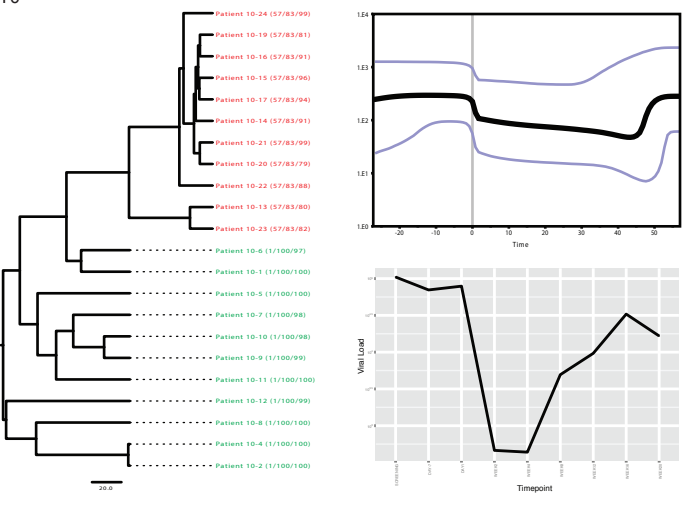 Patient 10-24 (57/83/99)
Patient 10-19 (57/83/81)
Patient 10-16 (57/83/91)
Patient 10-15 (57/83/96)
Patient 10-17 (57/83/94)
Patient 10-14 (57/83/91)
Patient 10-21 (57/83/99)
Patient 10-20 (57/83/79)
Patient 10-22 (57/83/88)
Patient 10-13 (57/83/80)
Patient 10-23 (57/83/82)
Patient 10-6 (1/100/97)
Patient 10-1 (1/100/100)
Patient 10-5 (1/100/100)
Patient 10-7 (1/100/98)
Patient 10-10 (1/100/98)
Patient 10-9 (1/100/99)
Patient 10-11 (1/100/100)
Patient 10-12 (1/100/99)
Patient 10-8 (1/100/100)
Patient 10-4 (1/100/100)
Patient 10-2 (1/100/100)
20.0
1.E4
1.E3
1.E2
1.E1
1.E0
-20 -10 0 10 20 30 40 50
Time
Viral Load
Timepoint